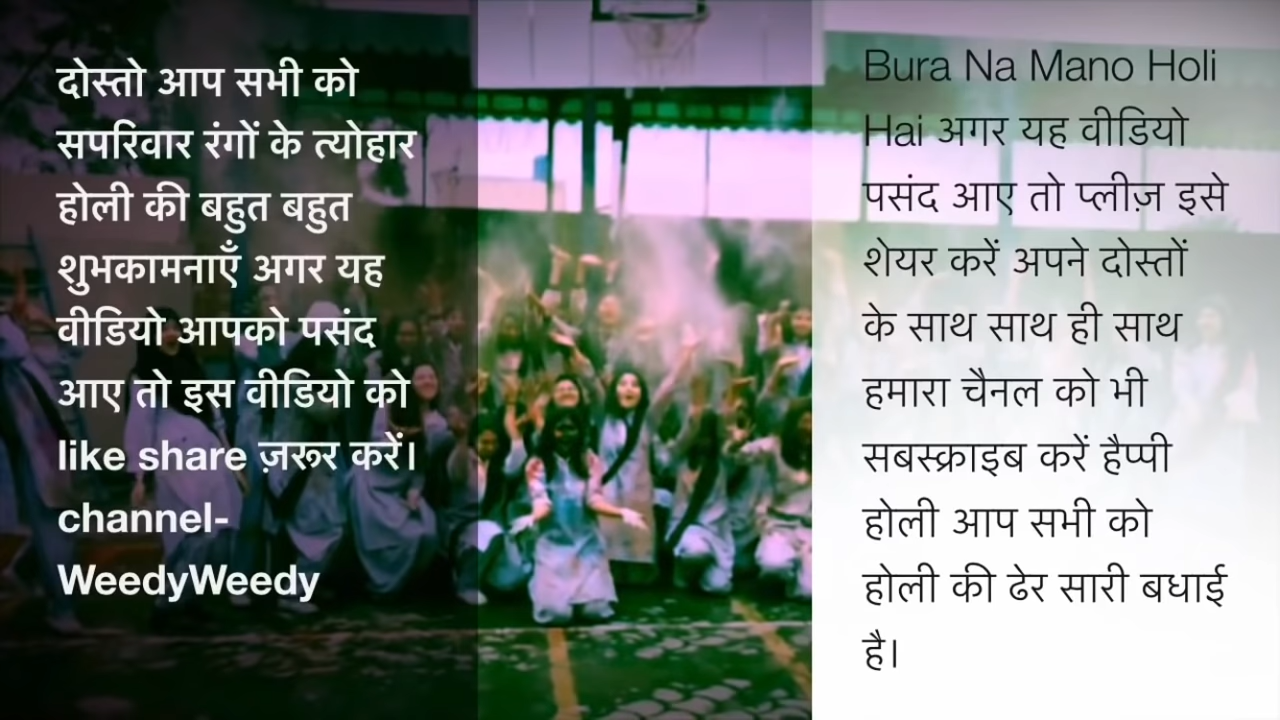 दोस्तो आप सभी को
सपरिवार रंगों के त्योहार
होली की बहुत बहुत
शुभकामनाएँ अगर यह
वीडियो आपको पसंद
आए तो इस वीडियो को
like share ज़रूर करें।
channel-
WeedyWeedy
Bura Na Mano Holi
Hai अगर यह वीडियो
पसंद आए तो प्लीज़ इसे
शेयर करें अपने दोस्तों
के साथ साथ ही साथ
हमारा चैनल को भी
सबस्क्राइब करें हैप्पी
होली आप सभी को
होली की ढेर सारी बधाई
है।